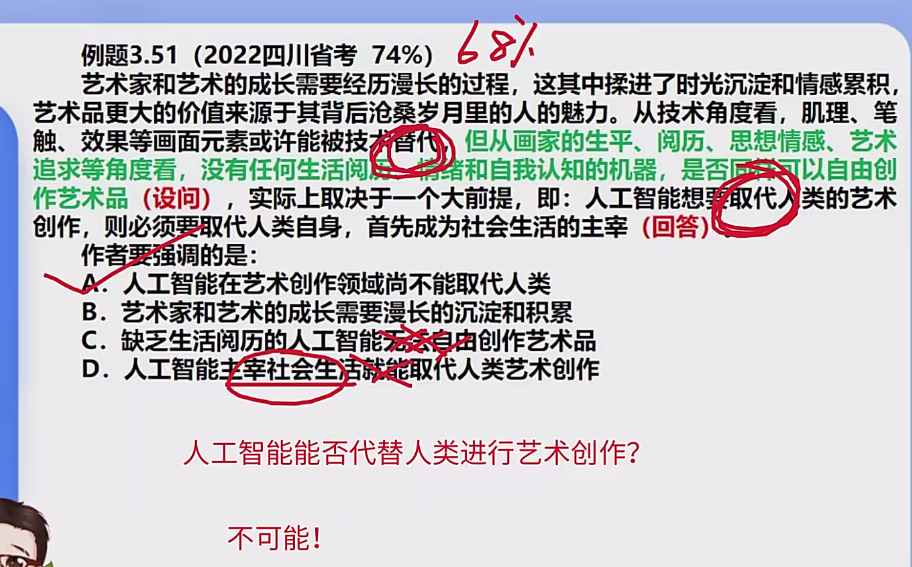 例题3.51（2022四川省考 74%） 68%
艺术家和艺术的成长需要经历漫长的过程，这其中揉进了时光沉淀和情感累积，
艺术品更大的价值来源于其背后沧桑岁月里的人的魅力。从技术角度看，肌理、笔
触、效果等画面元素或许能被技术替代，但从画家的生平、阅历、思想情感、艺术
追求等角度看，没有任何生活阅历、情绪和自我认知的机器，是否同样可以自由创
作艺术品（设问），实际上取决于一个大前提，即：人工智能想要取代人类的艺术
创作，则必须要取代人类自身，首先成为社会生活的主宰（回答）。
作者要强调的是：
A．人工智能在艺术创作领域尚不能取代人类
B．艺术家和艺术的成长需要漫长的沉淀和积累
C．缺乏生活阅历的人工智能无法自由创作艺术品
D．人工智能主宰社会生活就能取代人类艺术创作
人工智能能否代替人类进行艺术创作？
不可能！